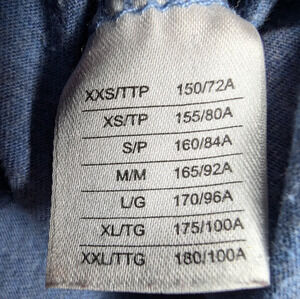 XXS/TTP 150/72A
XS/TP 155/80A
S/P 160/84A
M/M 165/92A
L/G 170/96A
XL/TG 175/100A
XXL/TTG 180/100A